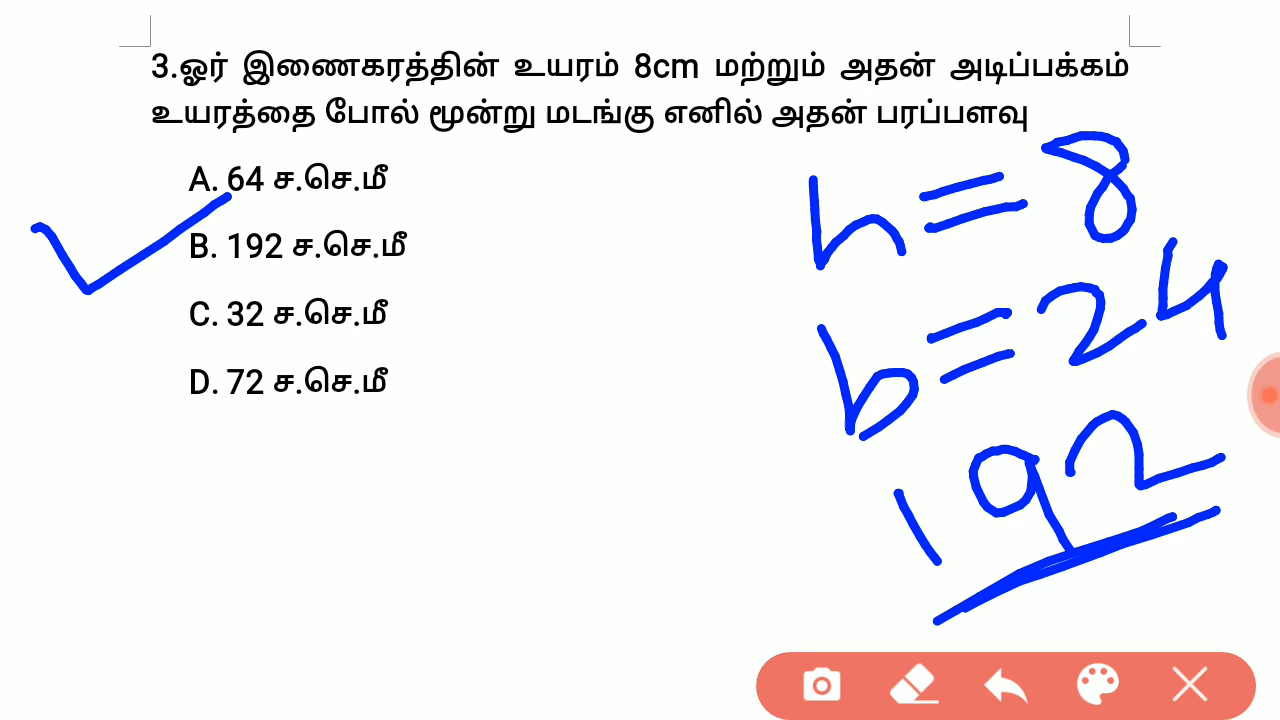 3.ஓர் இணைகரத்தின் உயரம் 8cm மற்றும் அதன் அடிப்பக்கம்
உயரத்தை போல் மூன்று மடங்கு எனில் அதன் பரப்பளவு
A. 64 ச.செ.மீ
B. 192 ச.செ.மீ
C. 32 ச.செ.மீ
D. 72 ச.செ.மீ
h = 8
b = 24
192